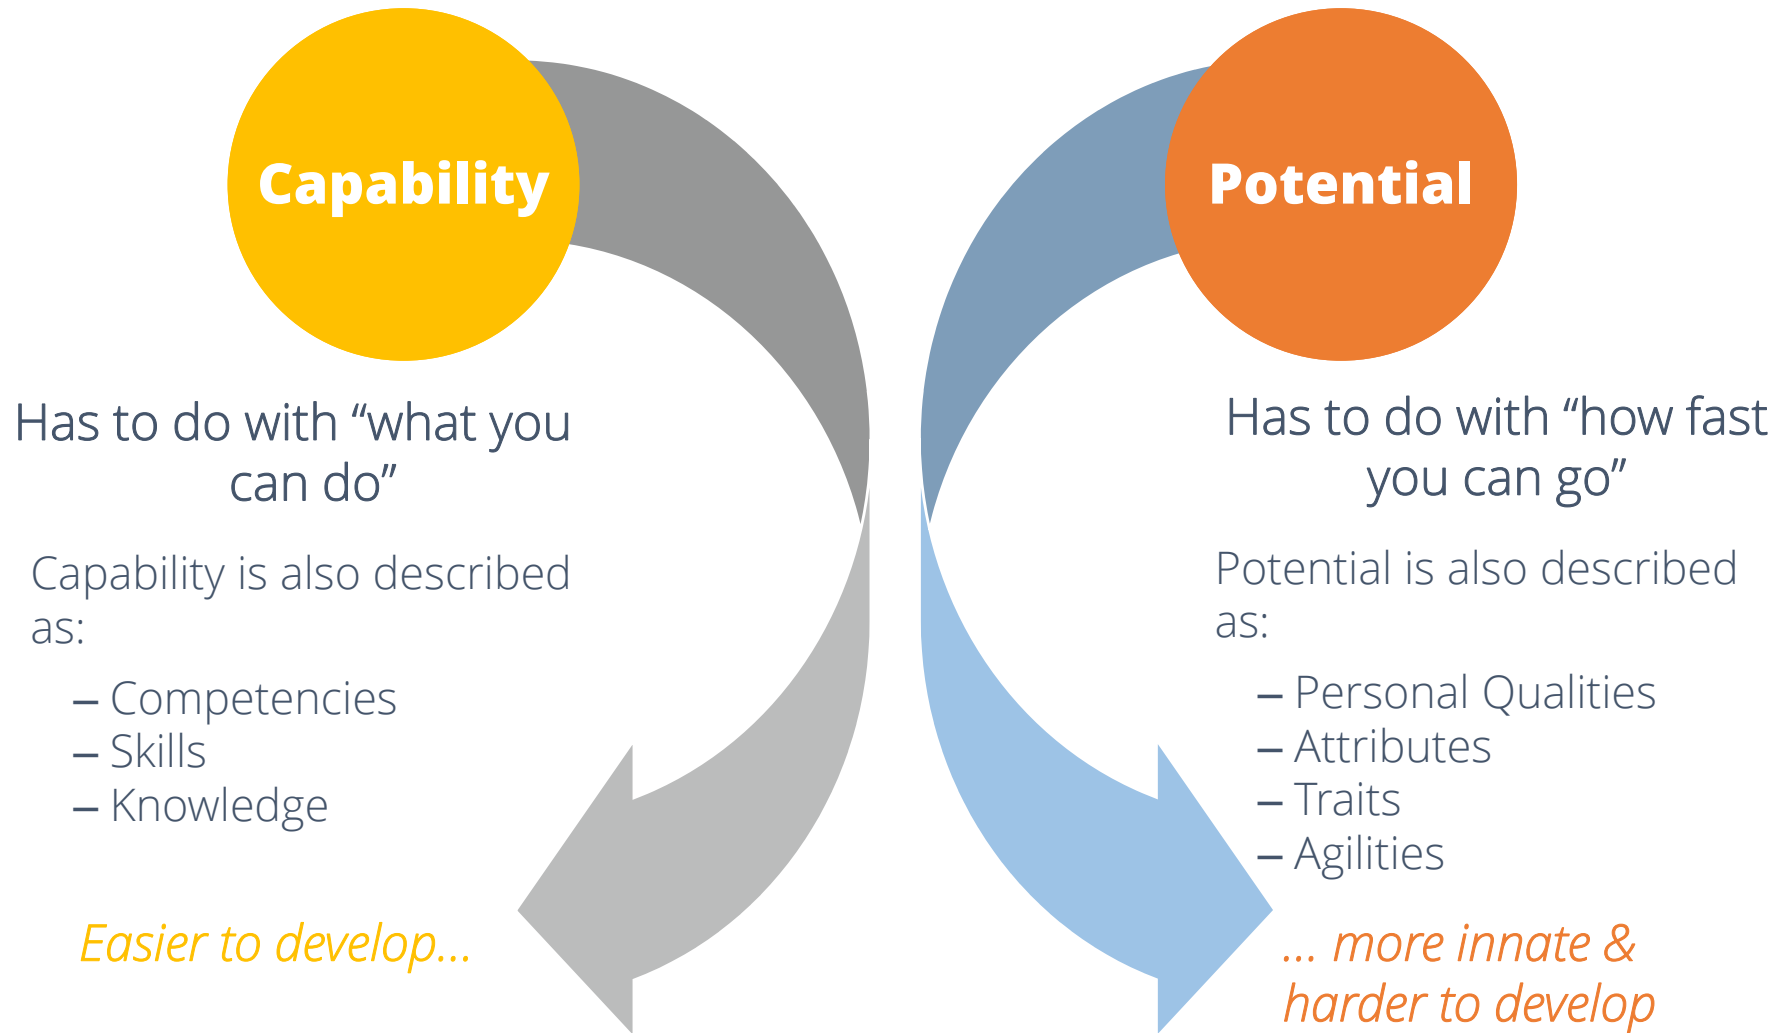 Capability
Has to do with “what you
can do”
Capability is also described
as:
– Competencies
– Skills
– Knowledge
Easier to develop...
Potential
Has to do with “how fast
you can go”
Potential is also described
as:
– Personal Qualities
– Attributes
– Traits
– Agilities
... more innate &
harder to develop